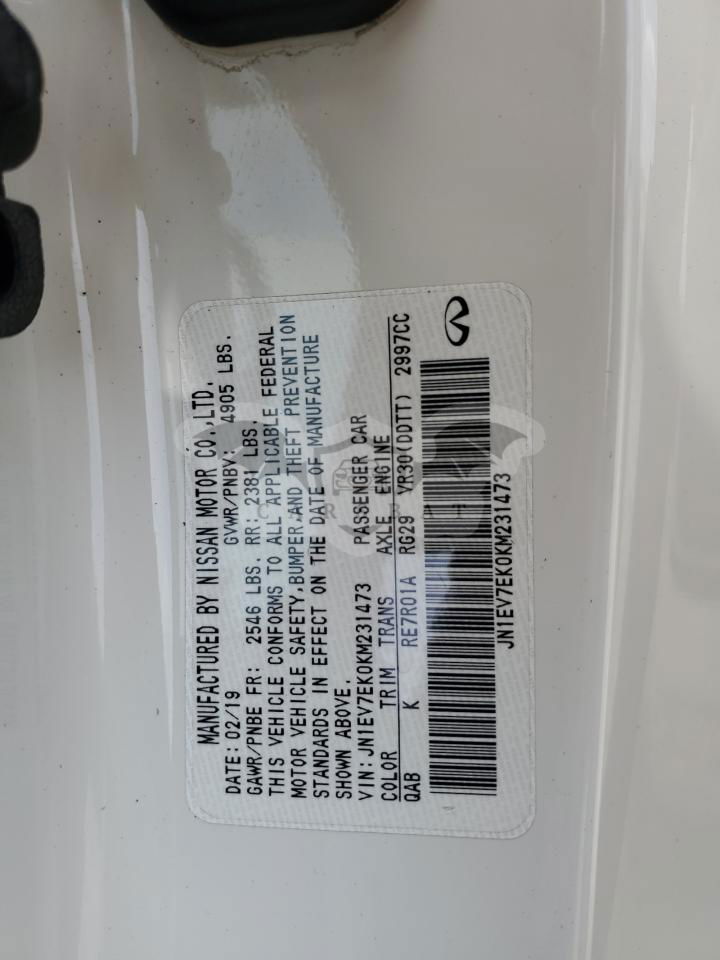 MANUFACTURED BY NISSAN MOTOR CO.,LTD.
DATE: 02/19 GVWR/PNBV: 4905 LBS.
GAWR/PNBE FR: 2546 LBS. RR: 2381 LBS.
THIS VEHICLE CONFORMS TO ALL APPLICABLE FEDERAL
MOTOR VEHICLE SAFETY,BUMPER,AND THEFT PREVENTION
STANDARDS IN EFFECT ON THE DATE OF MANUFACTURE
SHOWN ABOVE.
VIN:JN1EV7EK0KM231473 PASSENGER CAR
COLOR TRIM TRANS AXLE ENGINE
QAB K RE7R01A RG29 VR30(DDTT) 2997CC
JN1EV7EK0KM231473